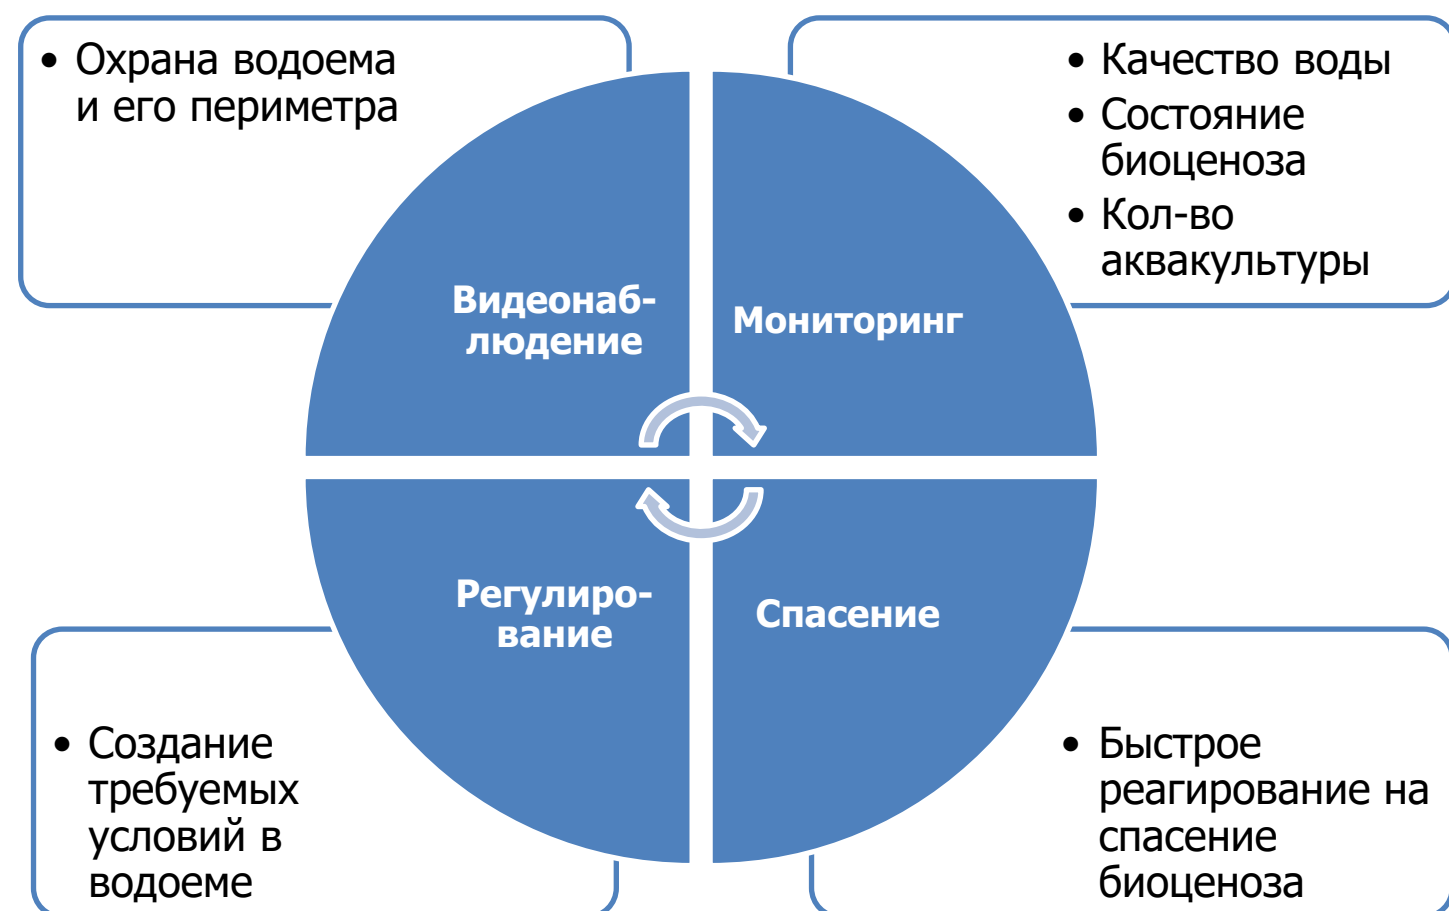 • Охрана водоема
и его периметра
• Качество воды
• Состояние
биоценоза
• Кол-во
аквакультуры
Видеонаб-
людение
Мониторинг
Регулиро-
вание
Спасение
• Создание
требуемых
условий в
водоеме
• Быстрое
реагирование на
спасение
биоценоза